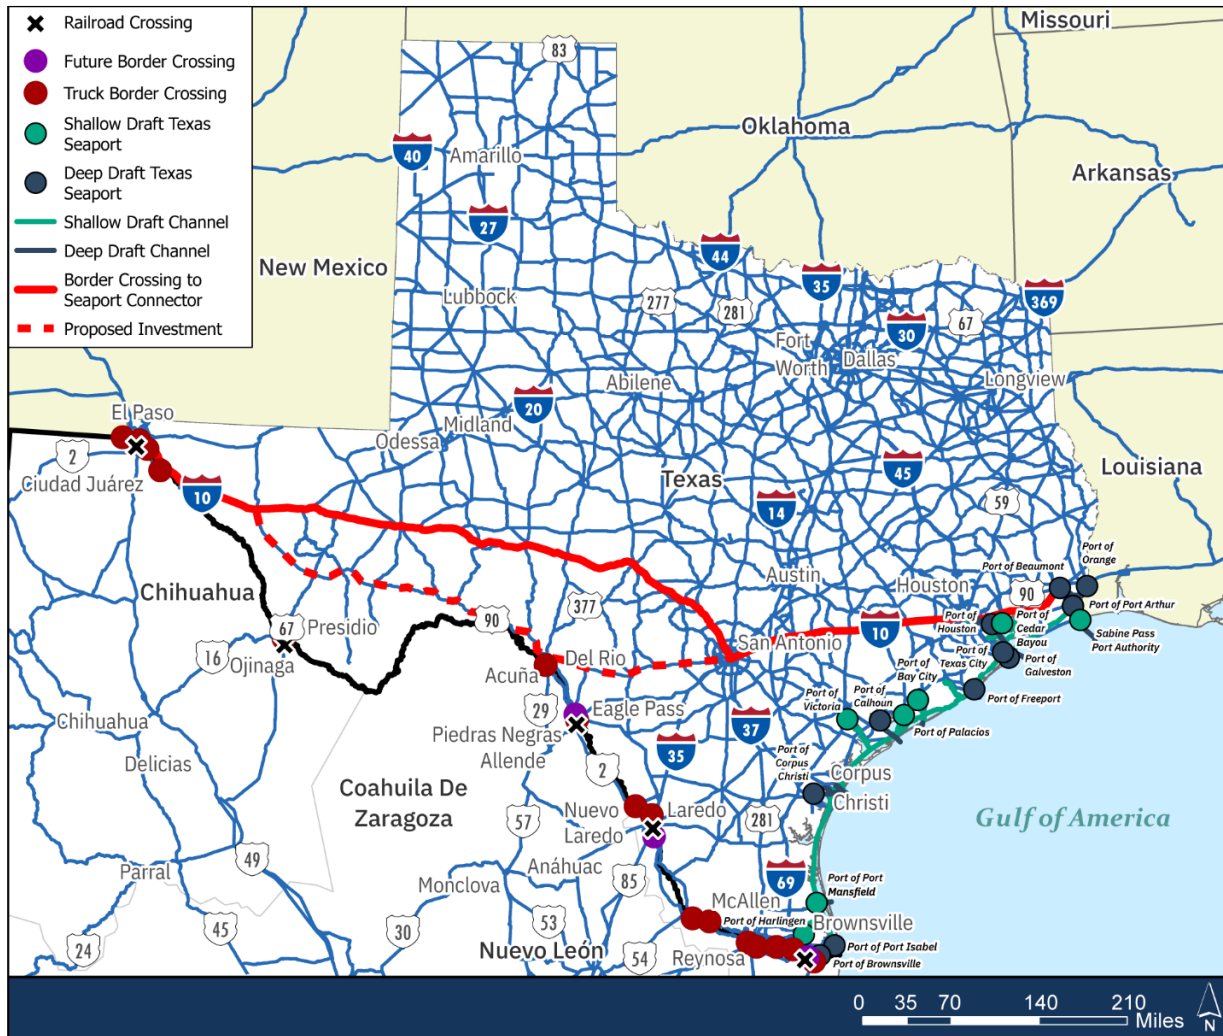 Railroad Crossing
Future Border Crossing
Truck Border Crossing
Shallow Draft Texas
Seaport
Deep Draft Texas
Seaport
Shallow Draft Channel
Deep Draft Channel
Border Crossing to
Seaport Connector
Proposed Investment
Missouri
83
Oklahoma
40
Amarillo
Arkansas
27
New Mexico
44
35
369
Lubbock
277
281
30
67
Fort
Worth
Dallas
Longview
Abilene
20
El Paso
Midland
Odessa
2
Ciudad Juárez
10
Texas
45
Louisiana
14
59
Austin
Houston
Port of Beaumont
Port of
Orange
90
Chihuahua
377
Port of Port Arthur
67
Presidio
90
10
Port of
Houston
Port of
Cedar
Bayou
Sabine Pass
Port Authority
16
Ojinaga
San Antonio
Del Rio
Acuña
Port of
Texas City
Port of
Galveston
Port of
Bay City
Port of
Calhoun
Port of
Victoria
Port of Freeport
29
Eagle Pass
Chihuahua
Piedras Negras
37
Port of Palacios
Allende
35
Delicias
2
Port of
Corpus
Christi
Corpus
Christi
Coahuila De
Zaragoza
Nuevo
Laredo
Laredo
57
281
Gulf of America
49
Anáhuac
Parral
Monclova
85
69
Port of Port
Mansfield
McAllen
53
Port of Harlingen
Brownsville
45
30
24
Nuevo León
54
Reynosa
Port of Port Isabel
Port of Brownsville
0 35 70 140 210
Miles
N